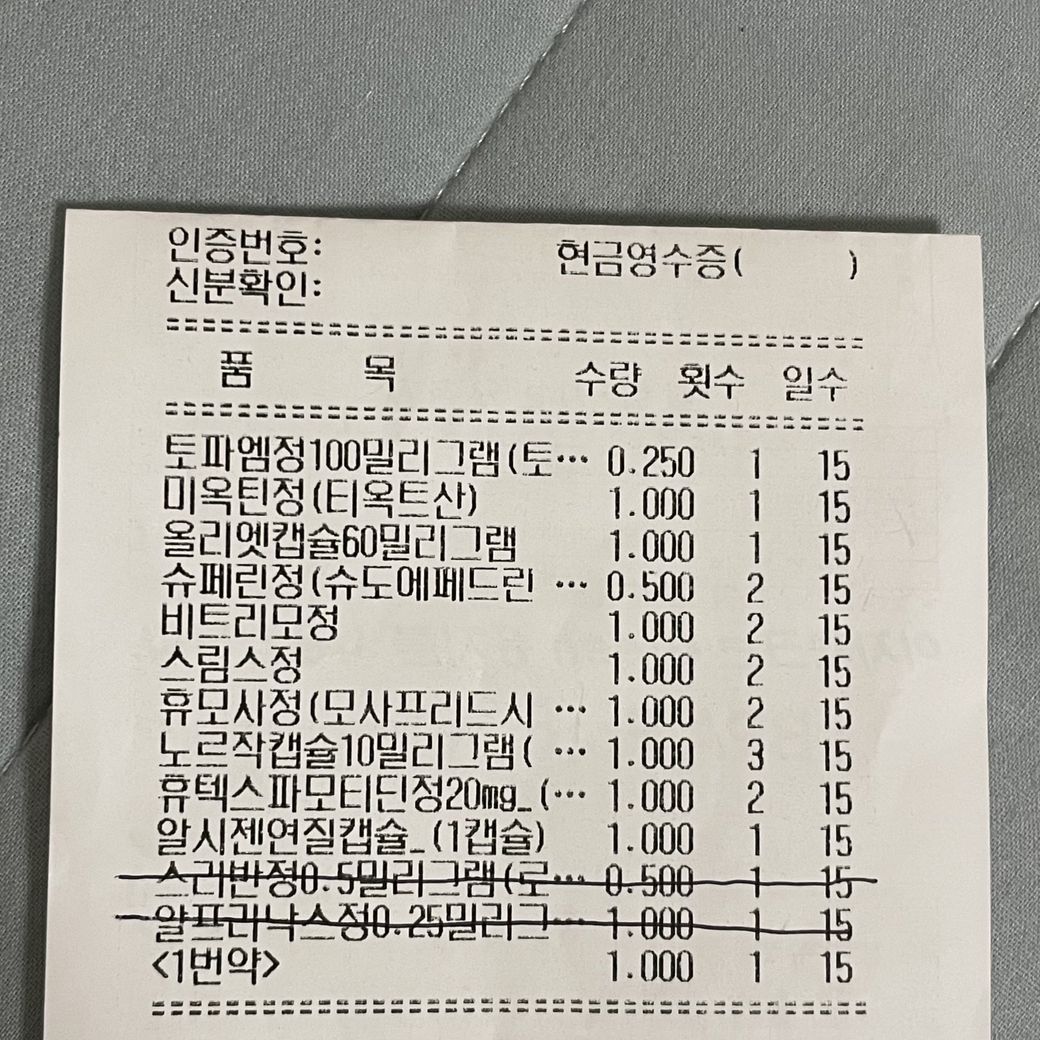 인증번호: 현금영수증( )
신분확인:
품 목 수량 횟수 일수
토파엠정100밀리그램(토… 0.250 1 15
미옥틴정(티옥트산) 1.000 1 15
올리엣캡슐60밀리그램 1.000 1 15
슈페린정(슈도에페드린 … 0.500 2 15
비트리모정 1.000 2 15
스림스정 1.000 2 15
휴모사정(모사프리드시 … 1.000 2 15
노르작캡슐10밀리그램( … 1.000 3 15
휴텍스파모티딘정20mg_(… 1.000 2 15
알시젠연질캡슐_(1캡슐) 1.000 1 15
스리반정0.5밀리그램(로… 0.500 1 15
알프라낙스정0.25밀리그… 1.000 1 15
<1번약> 1.000 1 15